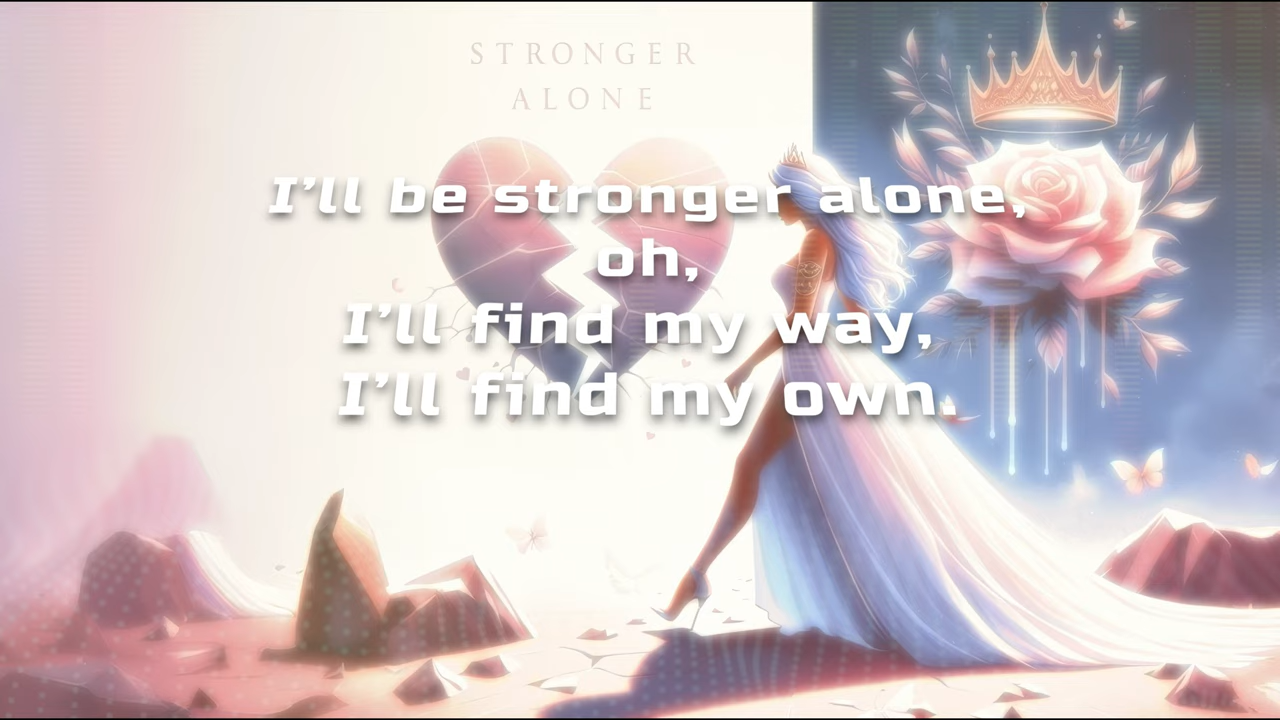 STRONGER
ALONE
I'll be stronger alone,
oh,
I'll find my way,
I'll find my own.